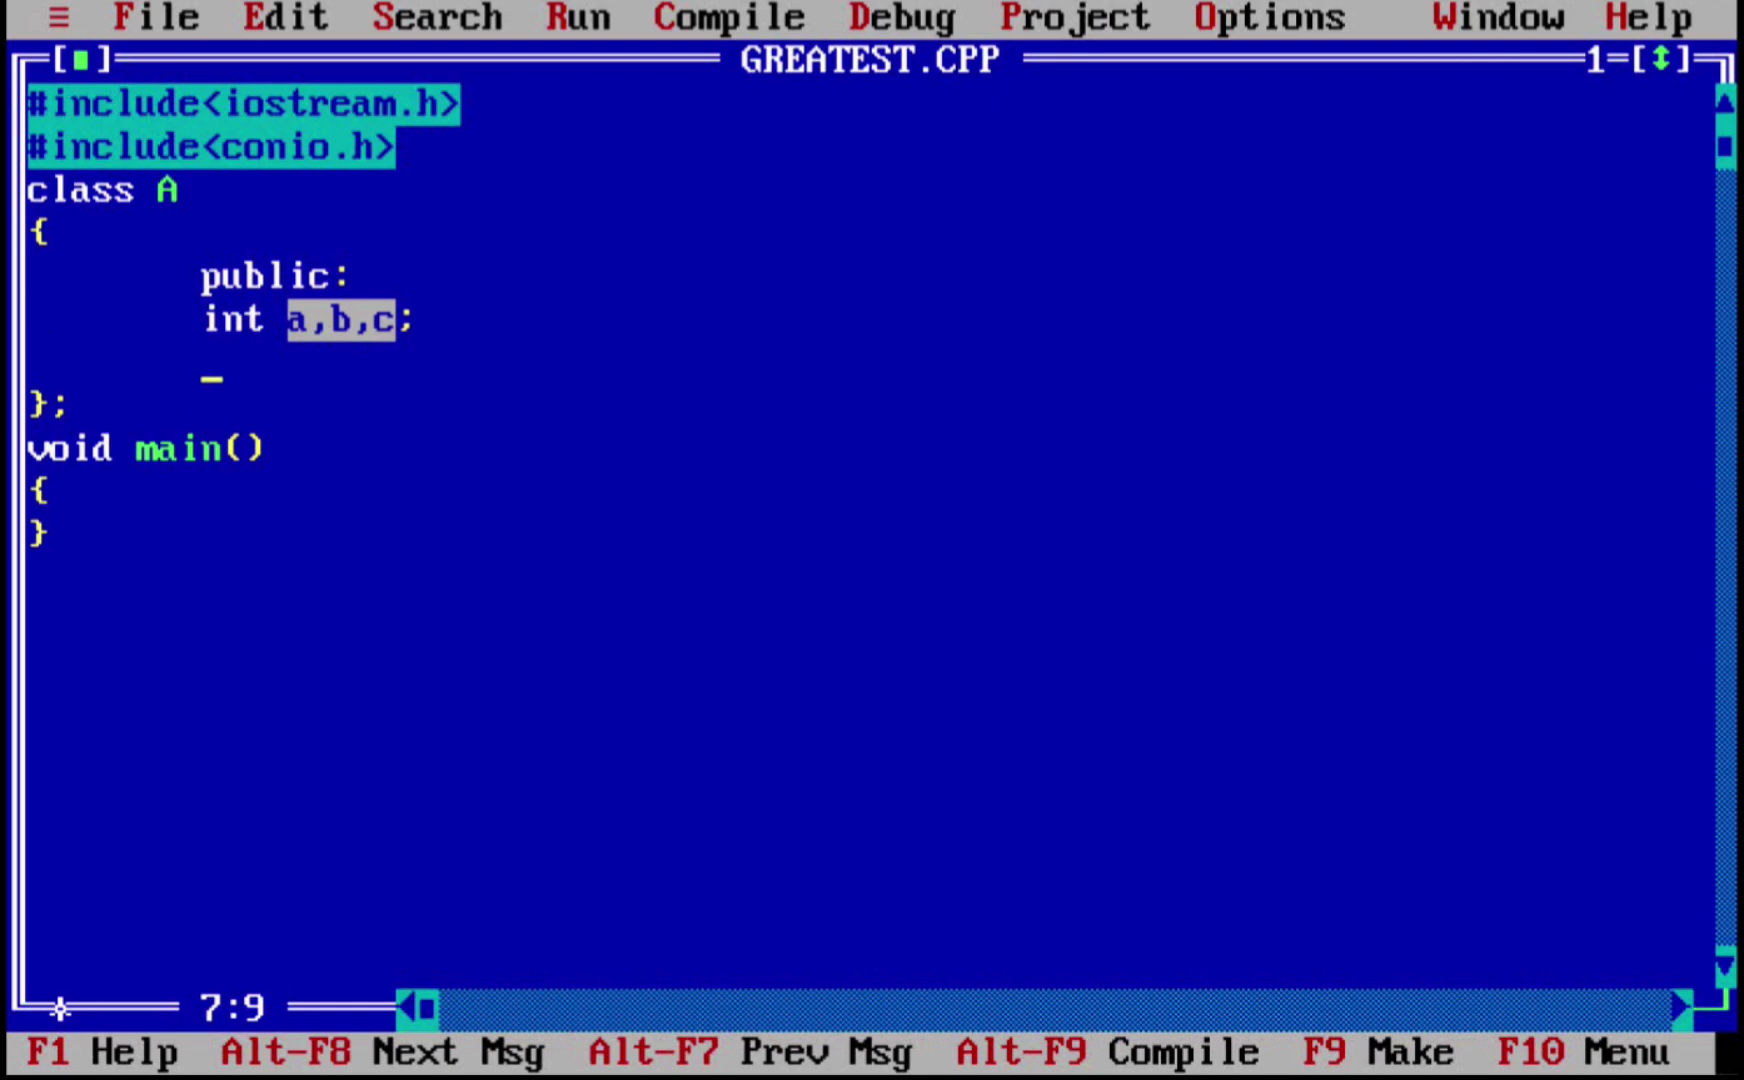 ≡ File Edit Search Run Compile Debug Project Options Window Help
[■] GREATEST.CPP 1=[↕]
#include<iostream.h>
#include<conio.h>
class A
{
public:
int a,b,c;
_
};
void main()
{
}
7:9
F1 Help Alt-F8 Next Msg Alt-F7 Prev Msg Alt-F9 Compile F9 Make F10 Menu